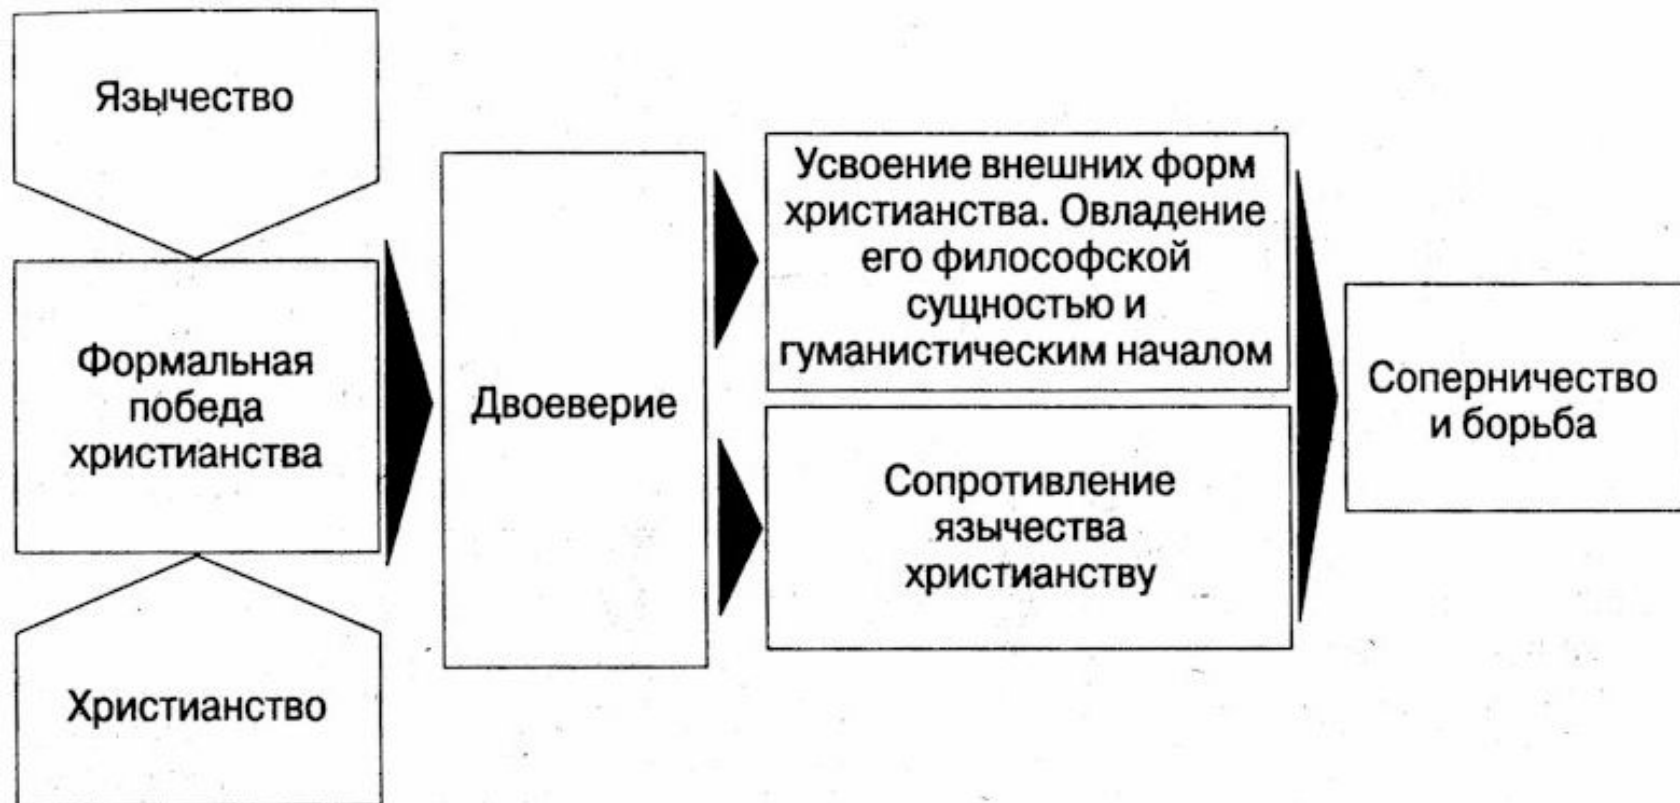 Язычество
Формальная
победа
христианства
Христианство
Двоеверие
Усвоение внешних форм
христианства. Овладение
его философской
сущностью и
гуманистическим началом
Сопротивление
язычества
христианству
Соперничество
и борьба